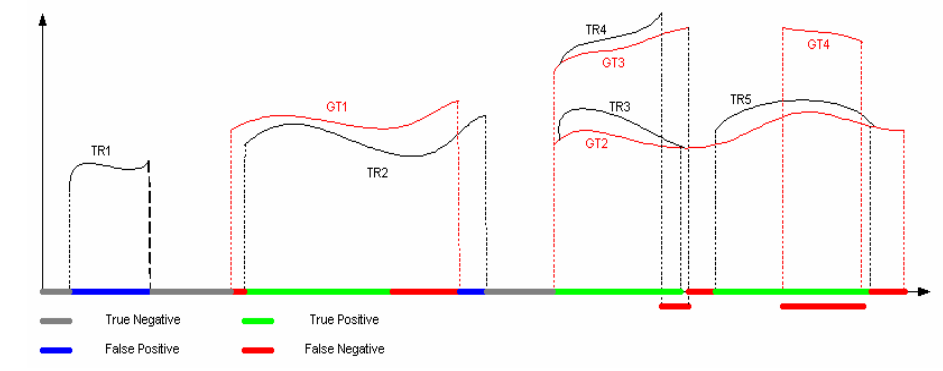 TR4
GT4
GT3
GT1
TR3
TR5
TR1
GT2
TR2
True Negative
True Positive
False Positive
False Negative